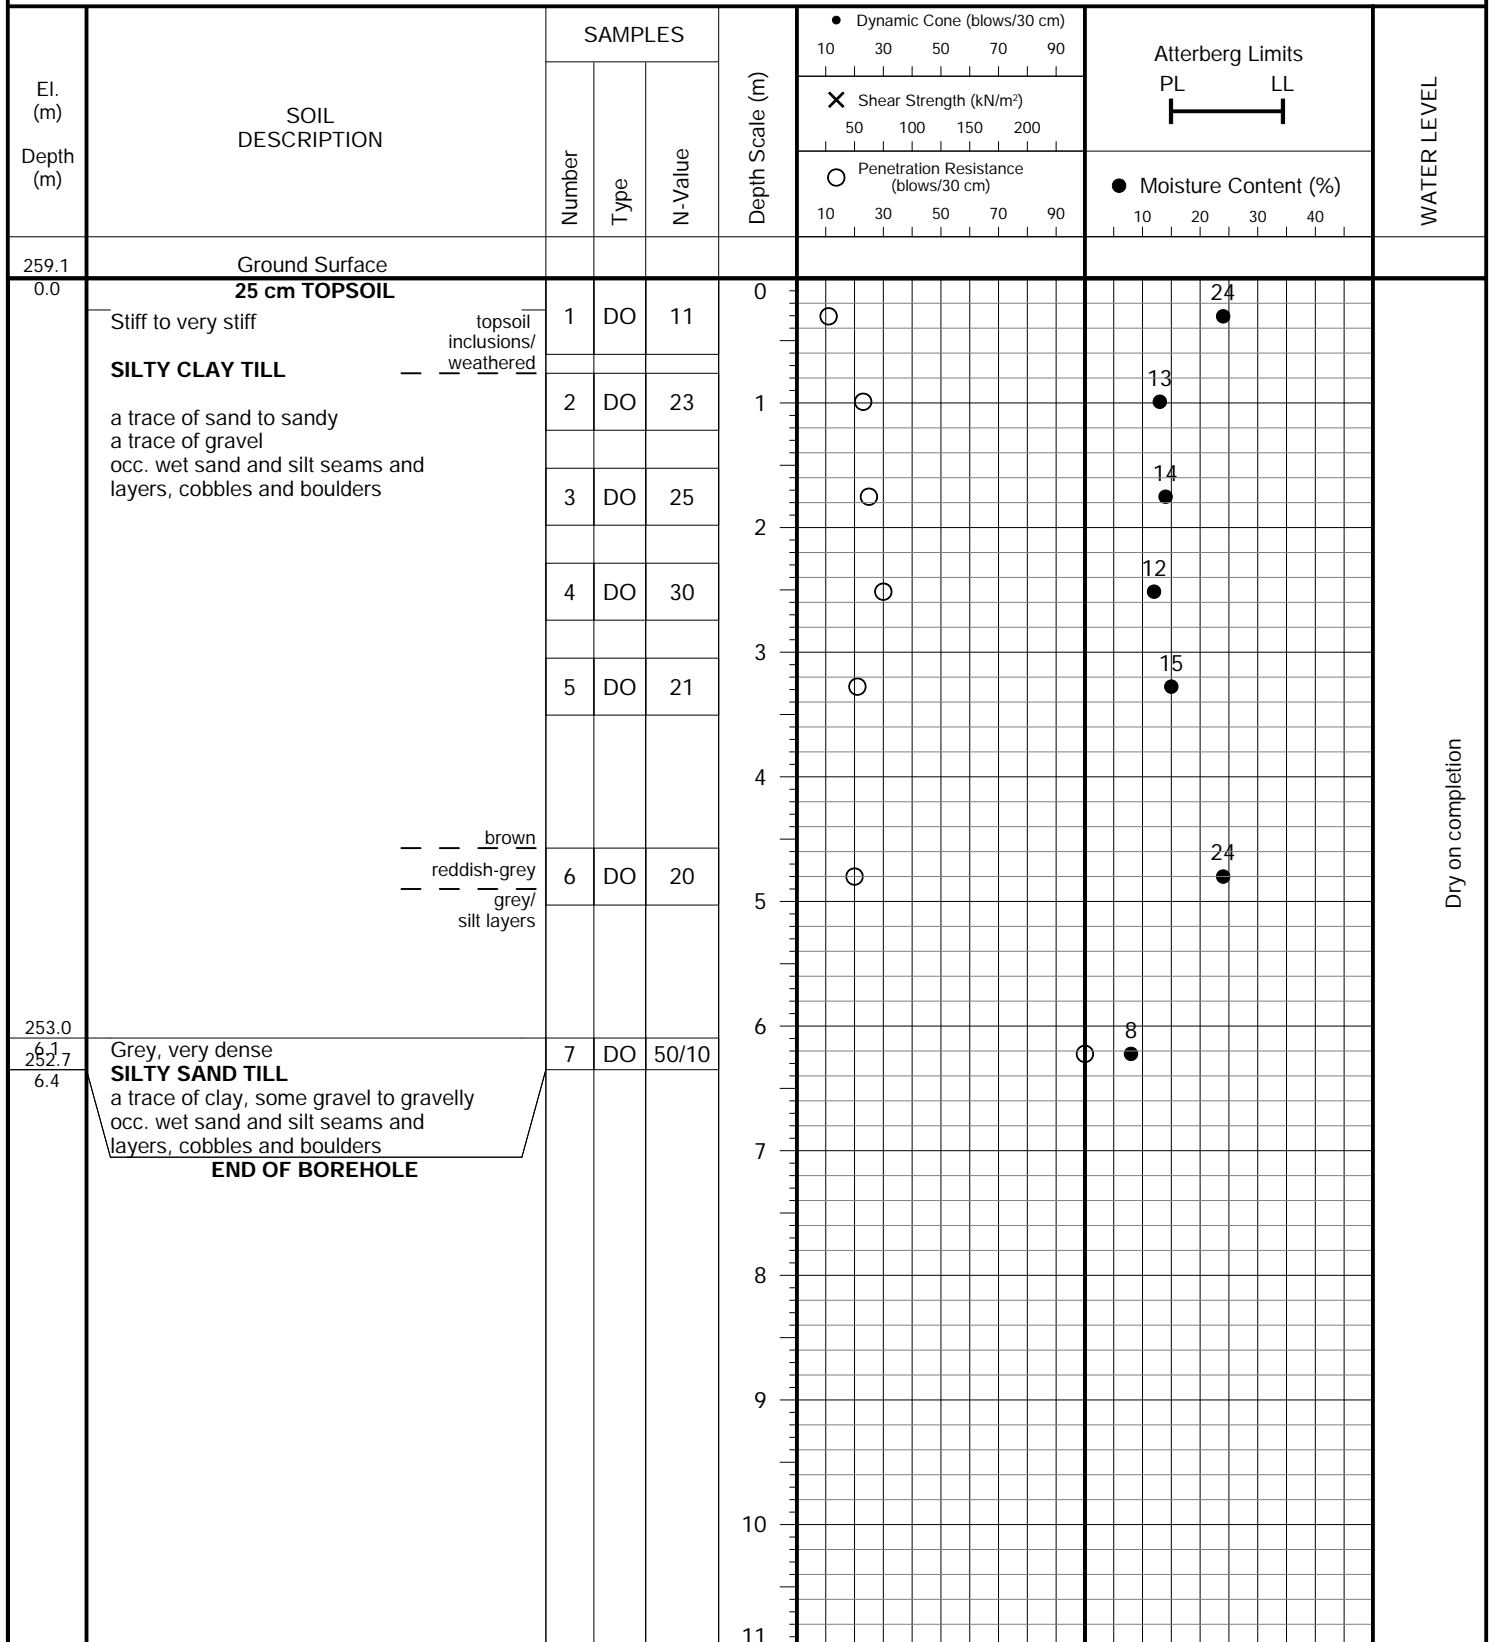 El.
(m)
Depth
(m)
SOIL
DESCRIPTION
SAMPLES
Number
Type
N-Value
Depth Scale (m)
● Dynamic Cone (blows/30 cm)
10 30 50 70 90
✕ Shear Strength (kN/m²)
50 100 150 200
○ Penetration Resistance
(blows/30 cm)
10 30 50 70 90
Atterberg Limits
PL LL
● Moisture Content (%)
10 20 30 40
WATER LEVEL
259.1 Ground Surface
0.0 25 cm TOPSOIL 0
24
Stiff to very stiff topsoil 1 DO 11
inclusions/
weathered
SILTY CLAY TILL
13
2 DO 23 1
a trace of sand to sandy
a trace of gravel
occ. wet sand and silt seams and
layers, cobbles and boulders
14
3 DO 25
2
12
4 DO 30
3
15
5 DO 21
4
Dry on completion
brown
24
reddish-grey 6 DO 20
grey/ 5
silt layers
253.0 6
8
6.1 Grey, very dense 7 DO 50/10
252.7
SILTY SAND TILL
6.4
a trace of clay, some gravel to gravelly
occ. wet sand and silt seams and
layers, cobbles and boulders 7
END OF BOREHOLE
8
9
10
11